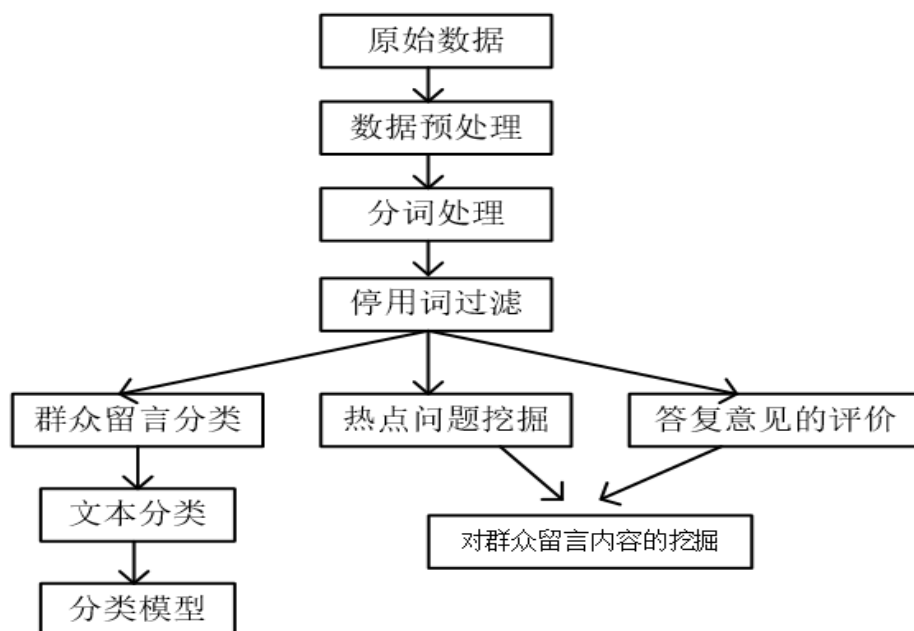 原始数据
数据预处理
分词处理
停用词过滤
群众留言分类
热点问题挖掘
答复意见的评价
文本分类
对群众留言内容的挖掘
分类模型